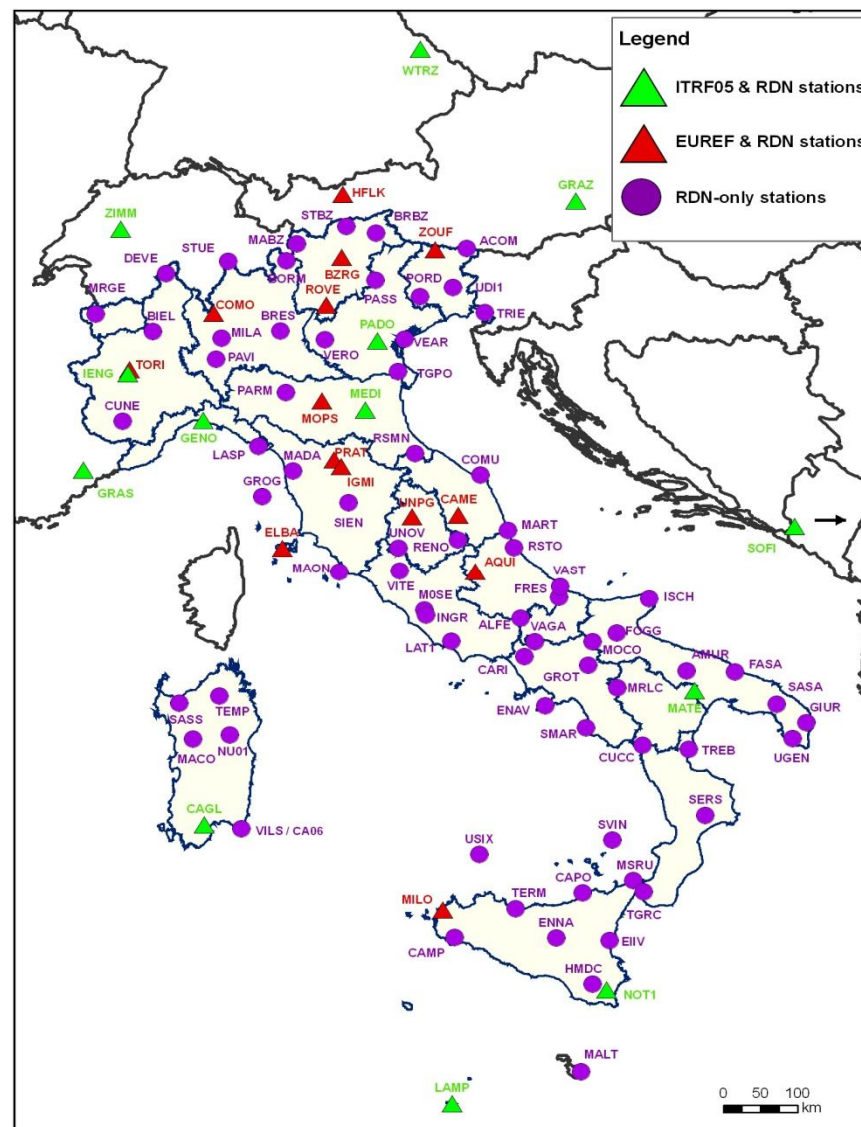 Legend
WTRZ
ITRF05 & RDN stations
EUREF & RDN stations
RDN-only stations
HFLK
GRAZ
ZIMM
STBZ
BRBZ
MABZ
ZOUF
ACOM
STUE
DEVE
BORM
BZRG
PORD
UDI1
MRGE
ROVE
PASS
COMO
TRIE
BIEL
BRES
PADO
MILA
VEAR
VERO
PAVI
TORI
IENG
TGPO
PARM
MEDI
CUNE
MOPS
GENO
RSMN
LASP
MADA
PRAT
COMU
IGMI
GRAS
GROG
CAME
UNPG
SIEN
SOFI
MART
ELBA
UNOV
RENO
RSTO
AQUI
MAON
VITE
VAST
FRES
M0SE
ISCH
INGR
ALFE
VAGA
FOGG
LAT1
MOCO
CARI
GROT
AMUR
FASA
MRLC
SASA
ENAV
MATE
GIUR
SASS
TEMP
SMAR
UGEN
MACO
NU01
CUCC
TREB
SERS
CAGL
VILS / CA06
USIX
SVIN
MSRU
CAPO
MILO
TERM
TGRC
ENNA
CAMP
EIIV
HMDC
NOT1
MALT
LAMP
0 50 100
km